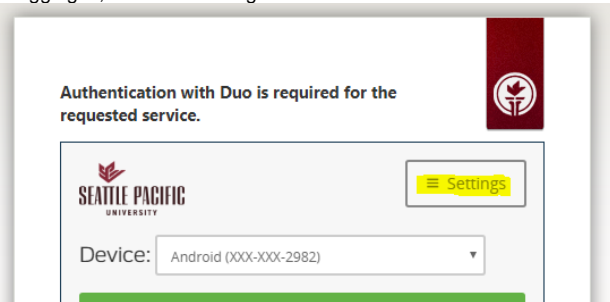 Authentication with Duo is required for the
requested service.
SEATTLE PACIFIC
UNIVERSITY
≡ Settings
Device: Android (XXX-XXX-2982)